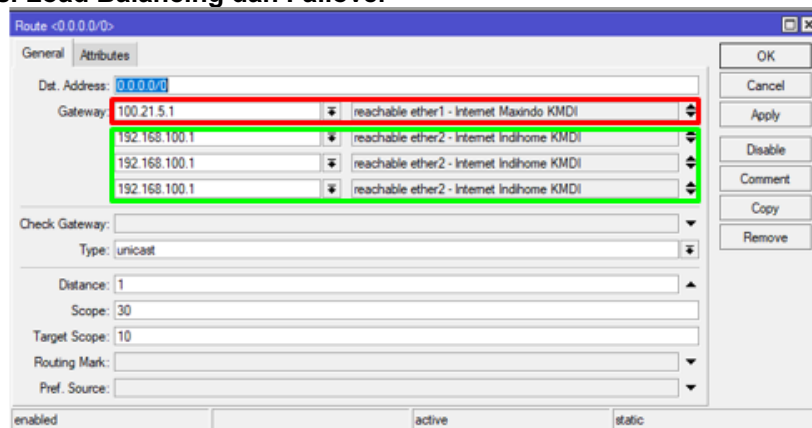 Load Balancing dan Failover
Route <0.0.0.0/0>
General Attributes
Dst. Address: 0.0.0.0/0
Gateway: 100.21.5.1 reachable ether1 - Internet Maxindo KMDI
192.168.100.1 reachable ether2 - Internet Indihome KMDI
192.168.100.1 reachable ether2 - Internet Indihome KMDI
192.168.100.1 reachable ether2 - Internet Indihome KMDI
Check Gateway:
Type: unicast
Distance: 1
Scope: 30
Target Scope: 10
Routing Mark:
Pref. Source:
OK
Cancel
Apply
Disable
Comment
Copy
Remove
enabled active static